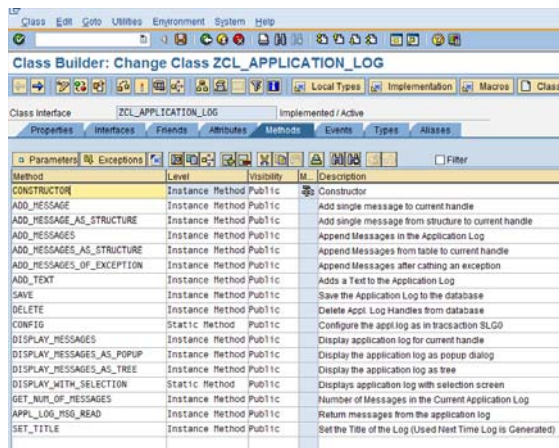 Class Edit Goto Utilities Environment System Help
Class Builder: Change Class ZCL_APPLICATION_LOG
Local Types Implementation Macros Class
Class Interface ZCL_APPLICATION_LOG Implemented / Active
Properties Interfaces Friends Attributes Methods Events Types Aliases
Parameters Exceptions Filter
Method Level Visibility M... Description
CONSTRUCTOR Instance Method Public Constructor
ADD_MESSAGE Instance Method Public Add single message to current handle
ADD_MESSAGE_AS_STRUCTURE Instance Method Public Add single message from structure to current handle
ADD_MESSAGES Instance Method Public Append Messages in the Application Log
ADD_MESSAGES_AS_STRUCTURE Instance Method Public Append Messages from table to current handle
ADD_MESSAGES_OF_EXCEPTION Instance Method Public Append Messages after cathing an exception
ADD_TEXT Instance Method Public Adds a Text to the Application Log
SAVE Instance Method Public Save the Application Log to the database
DELETE Instance Method Public Delete Appl. Log Handles from database
CONFIG Static Method Public Configure the appl.log as in tracsaction SLG0
DISPLAY_MESSAGES Instance Method Public Display application log for current handle
DISPLAY_MESSAGES_AS_POPUP Instance Method Public Display the application log as popup dialog
DISPLAY_MESSAGES_AS_TREE Instance Method Public Display the application log as tree
DISPLAY_WITH_SELECTION Static Method Public Displays application log with selection screen
GET_NUM_OF_MESSAGES Instance Method Public Number of Messages in the Current Application Log
APPL_LOG_MSG_READ Instance Method Public Return messages from the application log
SET_TITLE Instance Method Public Set the Title of the Log (Used Next Time Log is Generated)